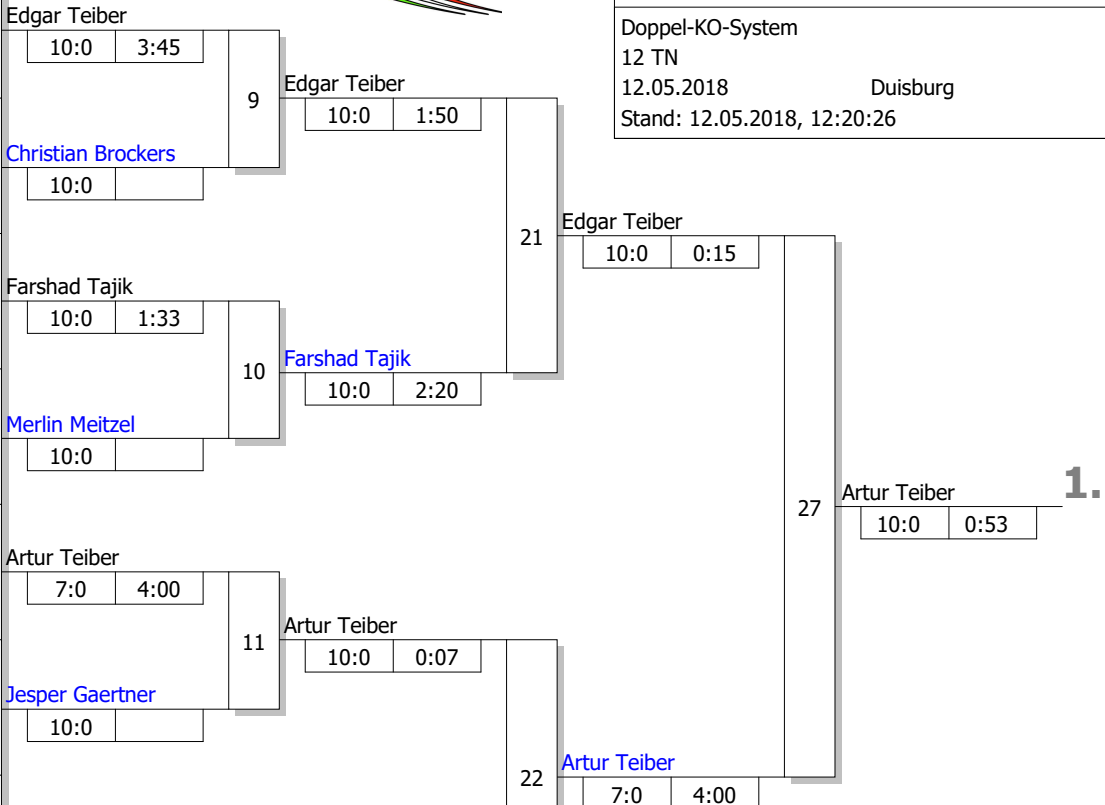 Edgar Teiber
10:0 3:45
Doppel-KO-System
12 TN
12.05.2018 Duisburg
Stand: 12.05.2018, 12:20:26
9
Edgar Teiber
10:0 1:50
Christian Brockers
10:0
21
Edgar Teiber
10:0 0:15
Farshad Tajik
10:0 1:33
10
Farshad Tajik
10:0 2:20
Merlin Meitzel
10:0
27
Artur Teiber
1.
10:0 0:53
Artur Teiber
7:0 4:00
11
Artur Teiber
10:0 0:07
Jesper Gaertner
10:0
22
Artur Teiber
7:0 4:00